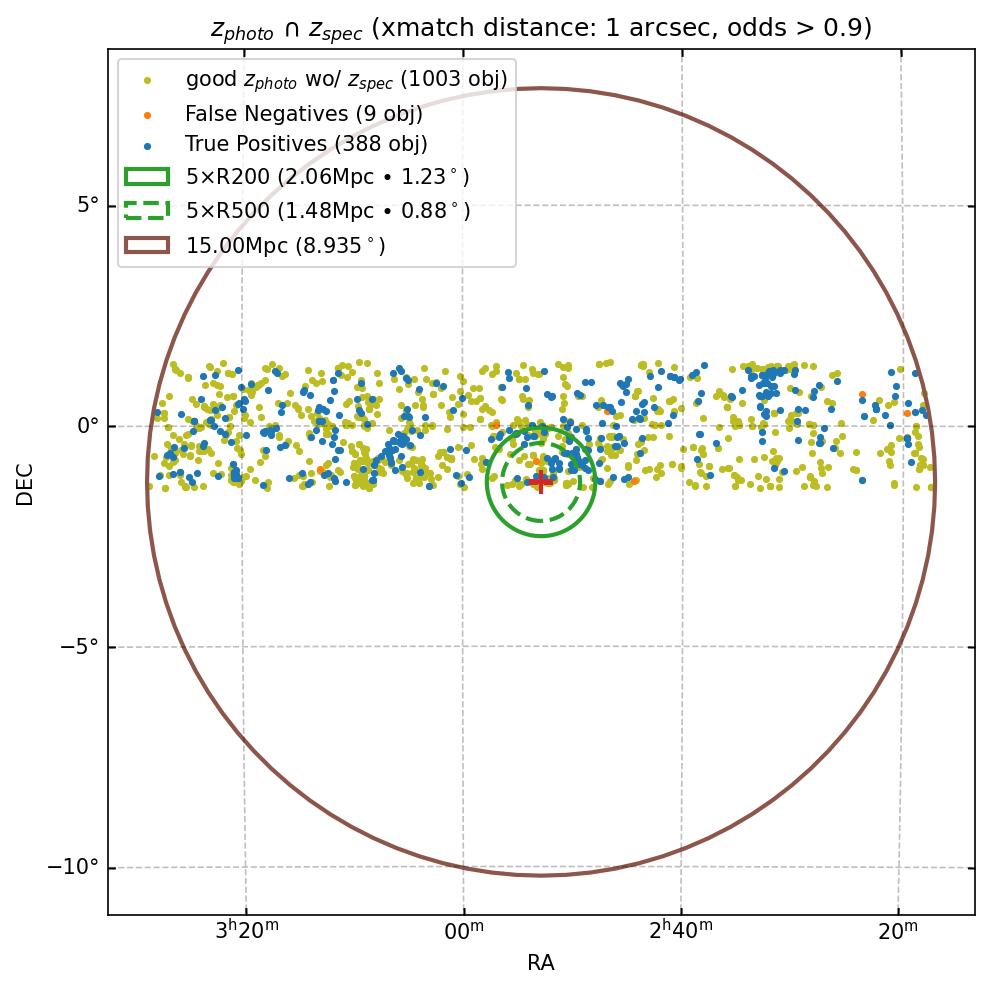 z_photo ∩ z_spec (xmatch distance: 1 arcsec, odds > 0.9)
good z_photo wo/ z_spec (1003 obj)
False Negatives (9 obj)
True Positives (388 obj)
5×R200 (2.06Mpc • 1.23°)
5×R500 (1.48Mpc • 0.88°)
15.00Mpc (8.935°)
5°
0°
−5°
−10°
DEC
3ʰ20ᵐ 00ᵐ 2ʰ40ᵐ 20ᵐ
RA